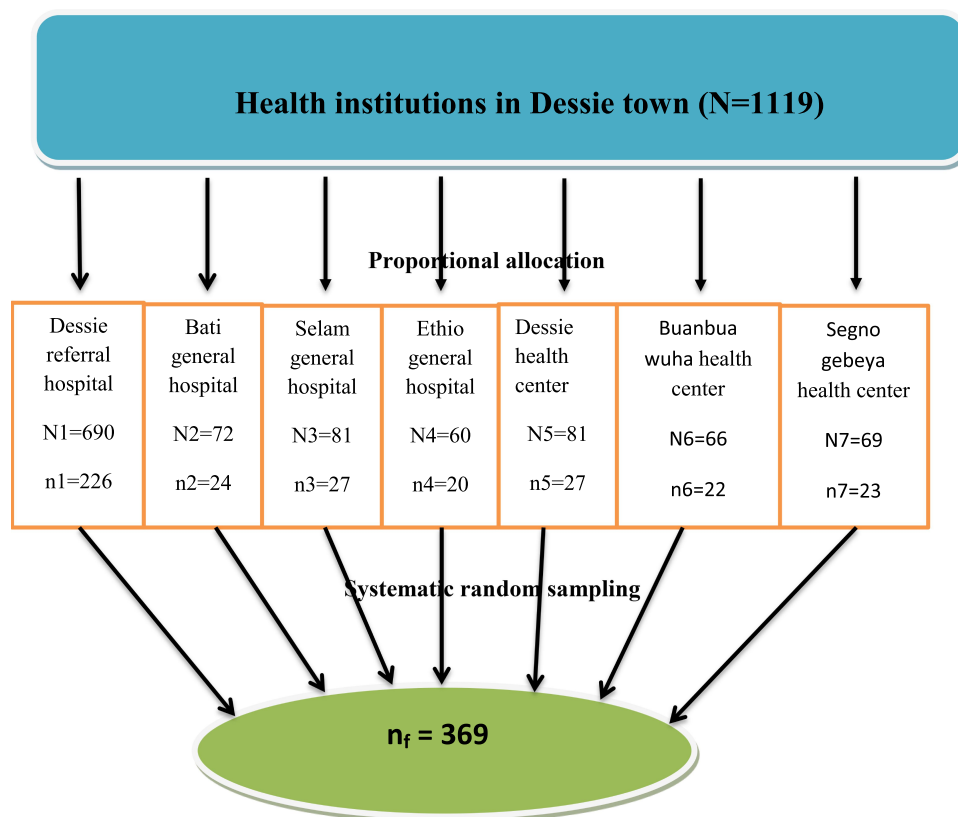 Health institutions in Dessie town (N=1119)
Proportional allocation
Dessie
referral
hospital
N1=690
n1=226
Bati
general
hospital
N2=72
n2=24
Selam
general
hospital
N3=81
n3=27
Ethio
general
hospital
N4=60
n4=20
Dessie
health
center
N5=81
n5=27
Buanbua
wuha health
center
N6=66
n6=22
Segno
gebeya
health center
N7=69
n7=23
Systematic random sampling
nf = 369